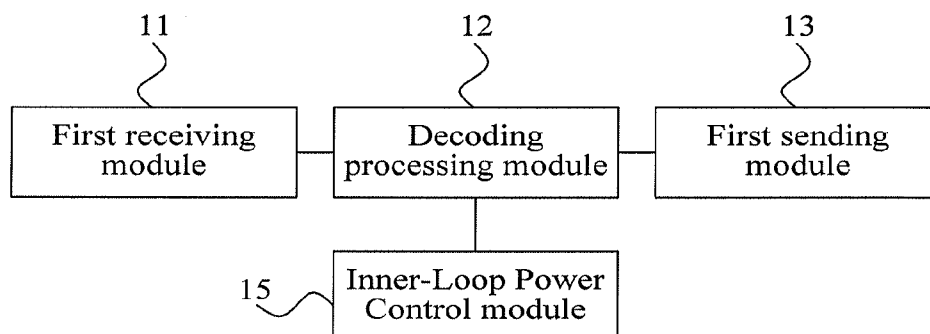 11
12
13
First receiving
module
Decoding
processing module
First sending
module
15
Inner-Loop Power
Control module